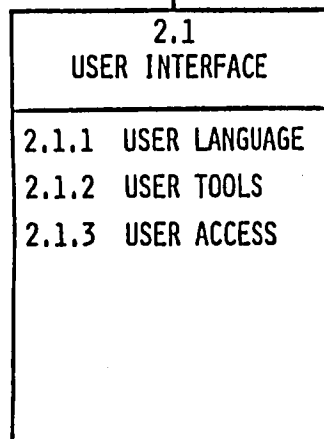 2.1
USER INTERFACE
2.1.1 USER LANGUAGE
2.1.2 USER TOOLS
2.1.3 USER ACCESS